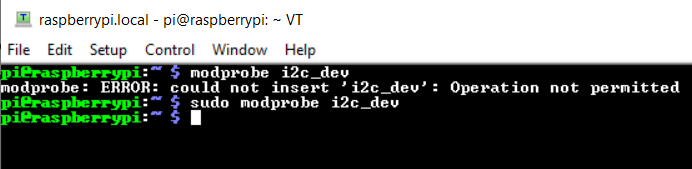 raspberrypi.local - pi@raspberrypi: ~ VT
File Edit Setup Control Window Help
pi@raspberrypi:~ $ modprobe i2c_dev
modprobe: ERROR: could not insert 'i2c_dev': Operation not permitted
pi@raspberrypi:~ $ sudo modprobe i2c_dev
pi@raspberrypi:~ $